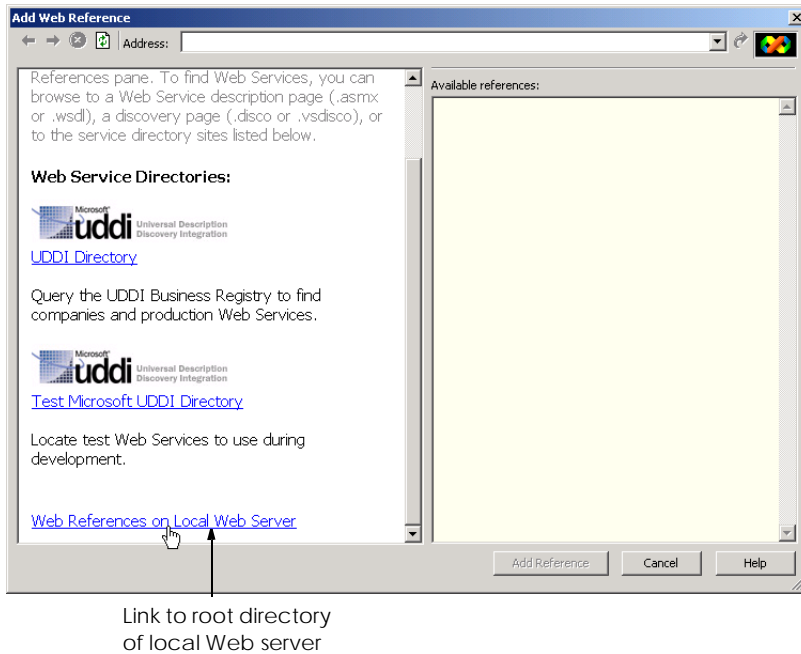 Add Web Reference
Address:
References pane. To find Web Services, you can
browse to a Web Service description page (.asmx
or .wsdl), a discovery page (.disco or .vsdisco), or
to the service directory sites listed below.
Web Service Directories:
Microsoft
uddi Universal Description
Discovery Integration
UDDI Directory
Query the UDDI Business Registry to find
companies and production Web Services.
Microsoft
uddi Universal Description
Discovery Integration
Test Microsoft UDDI Directory
Locate test Web Services to use during
development.
Web References on Local Web Server
Available references:
Add Reference Cancel Help
Link to root directory
of local Web server